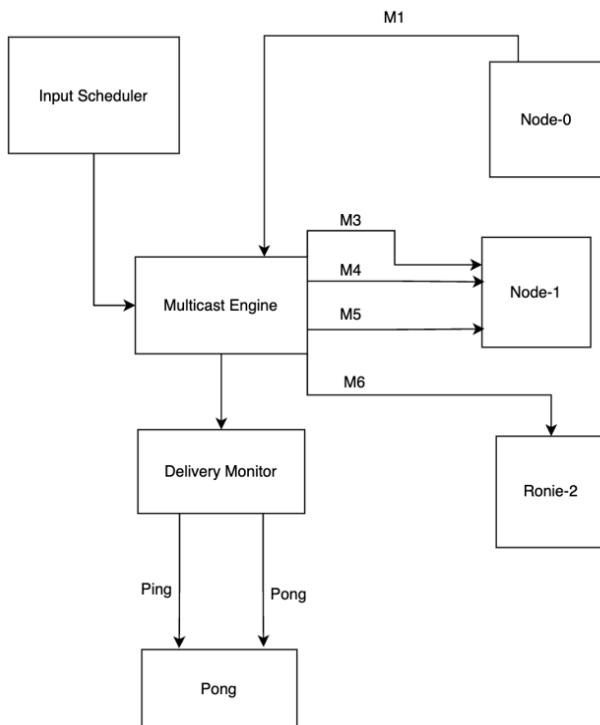 M1
Input Scheduler
Node-0
M3
M4
Multicast Engine
Node-1
M5
M6
Delivery Monitor
Ronie-2
Ping
Pong
Pong